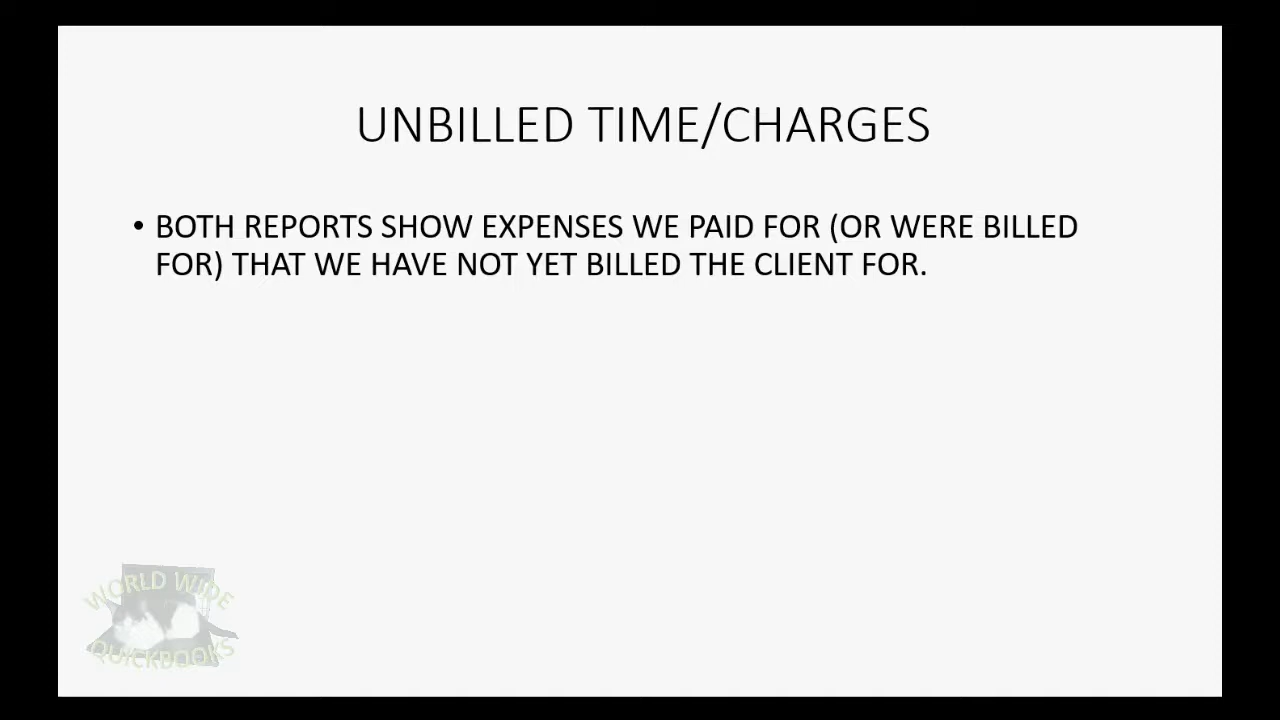 UNBILLED TIME/CHARGES
• BOTH REPORTS SHOW EXPENSES WE PAID FOR (OR WERE BILLED
FOR) THAT WE HAVE NOT YET BILLED THE CLIENT FOR.
WORLD WIDE
QUICKBOOKS